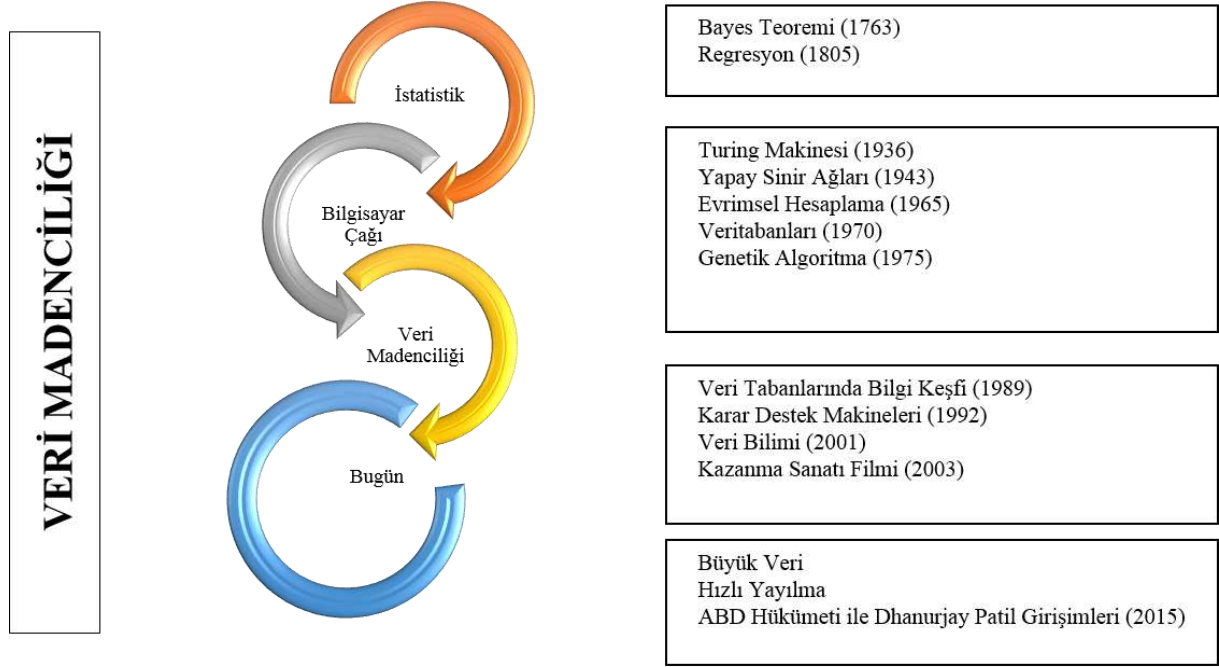 VERİ MADENCİLİĞİ
İstatistik
Bayes Teoremi (1763)
Regresyon (1805)
Bilgisayar
Çağı
Turing Makinesi (1936)
Yapay Sinir Ağları (1943)
Evrimsel Hesaplama (1965)
Veritabanları (1970)
Genetik Algoritma (1975)
Veri
Madenciliği
Veri Tabanlarında Bilgi Keşfi (1989)
Karar Destek Makineleri (1992)
Veri Bilimi (2001)
Kazanma Sanatı Filmi (2003)
Bugün
Büyük Veri
Hızlı Yayılma
ABD Hükümeti ile Dhanurjay Patil Girişimleri (2015)